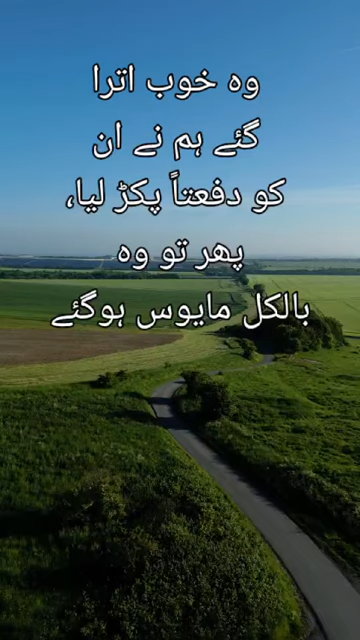 وہ خوب اترا
گئے ہم نے ان
کو دفعتاً پکڑ لیا،
پھر تو وہ
بالکل مایوس ہوگئے